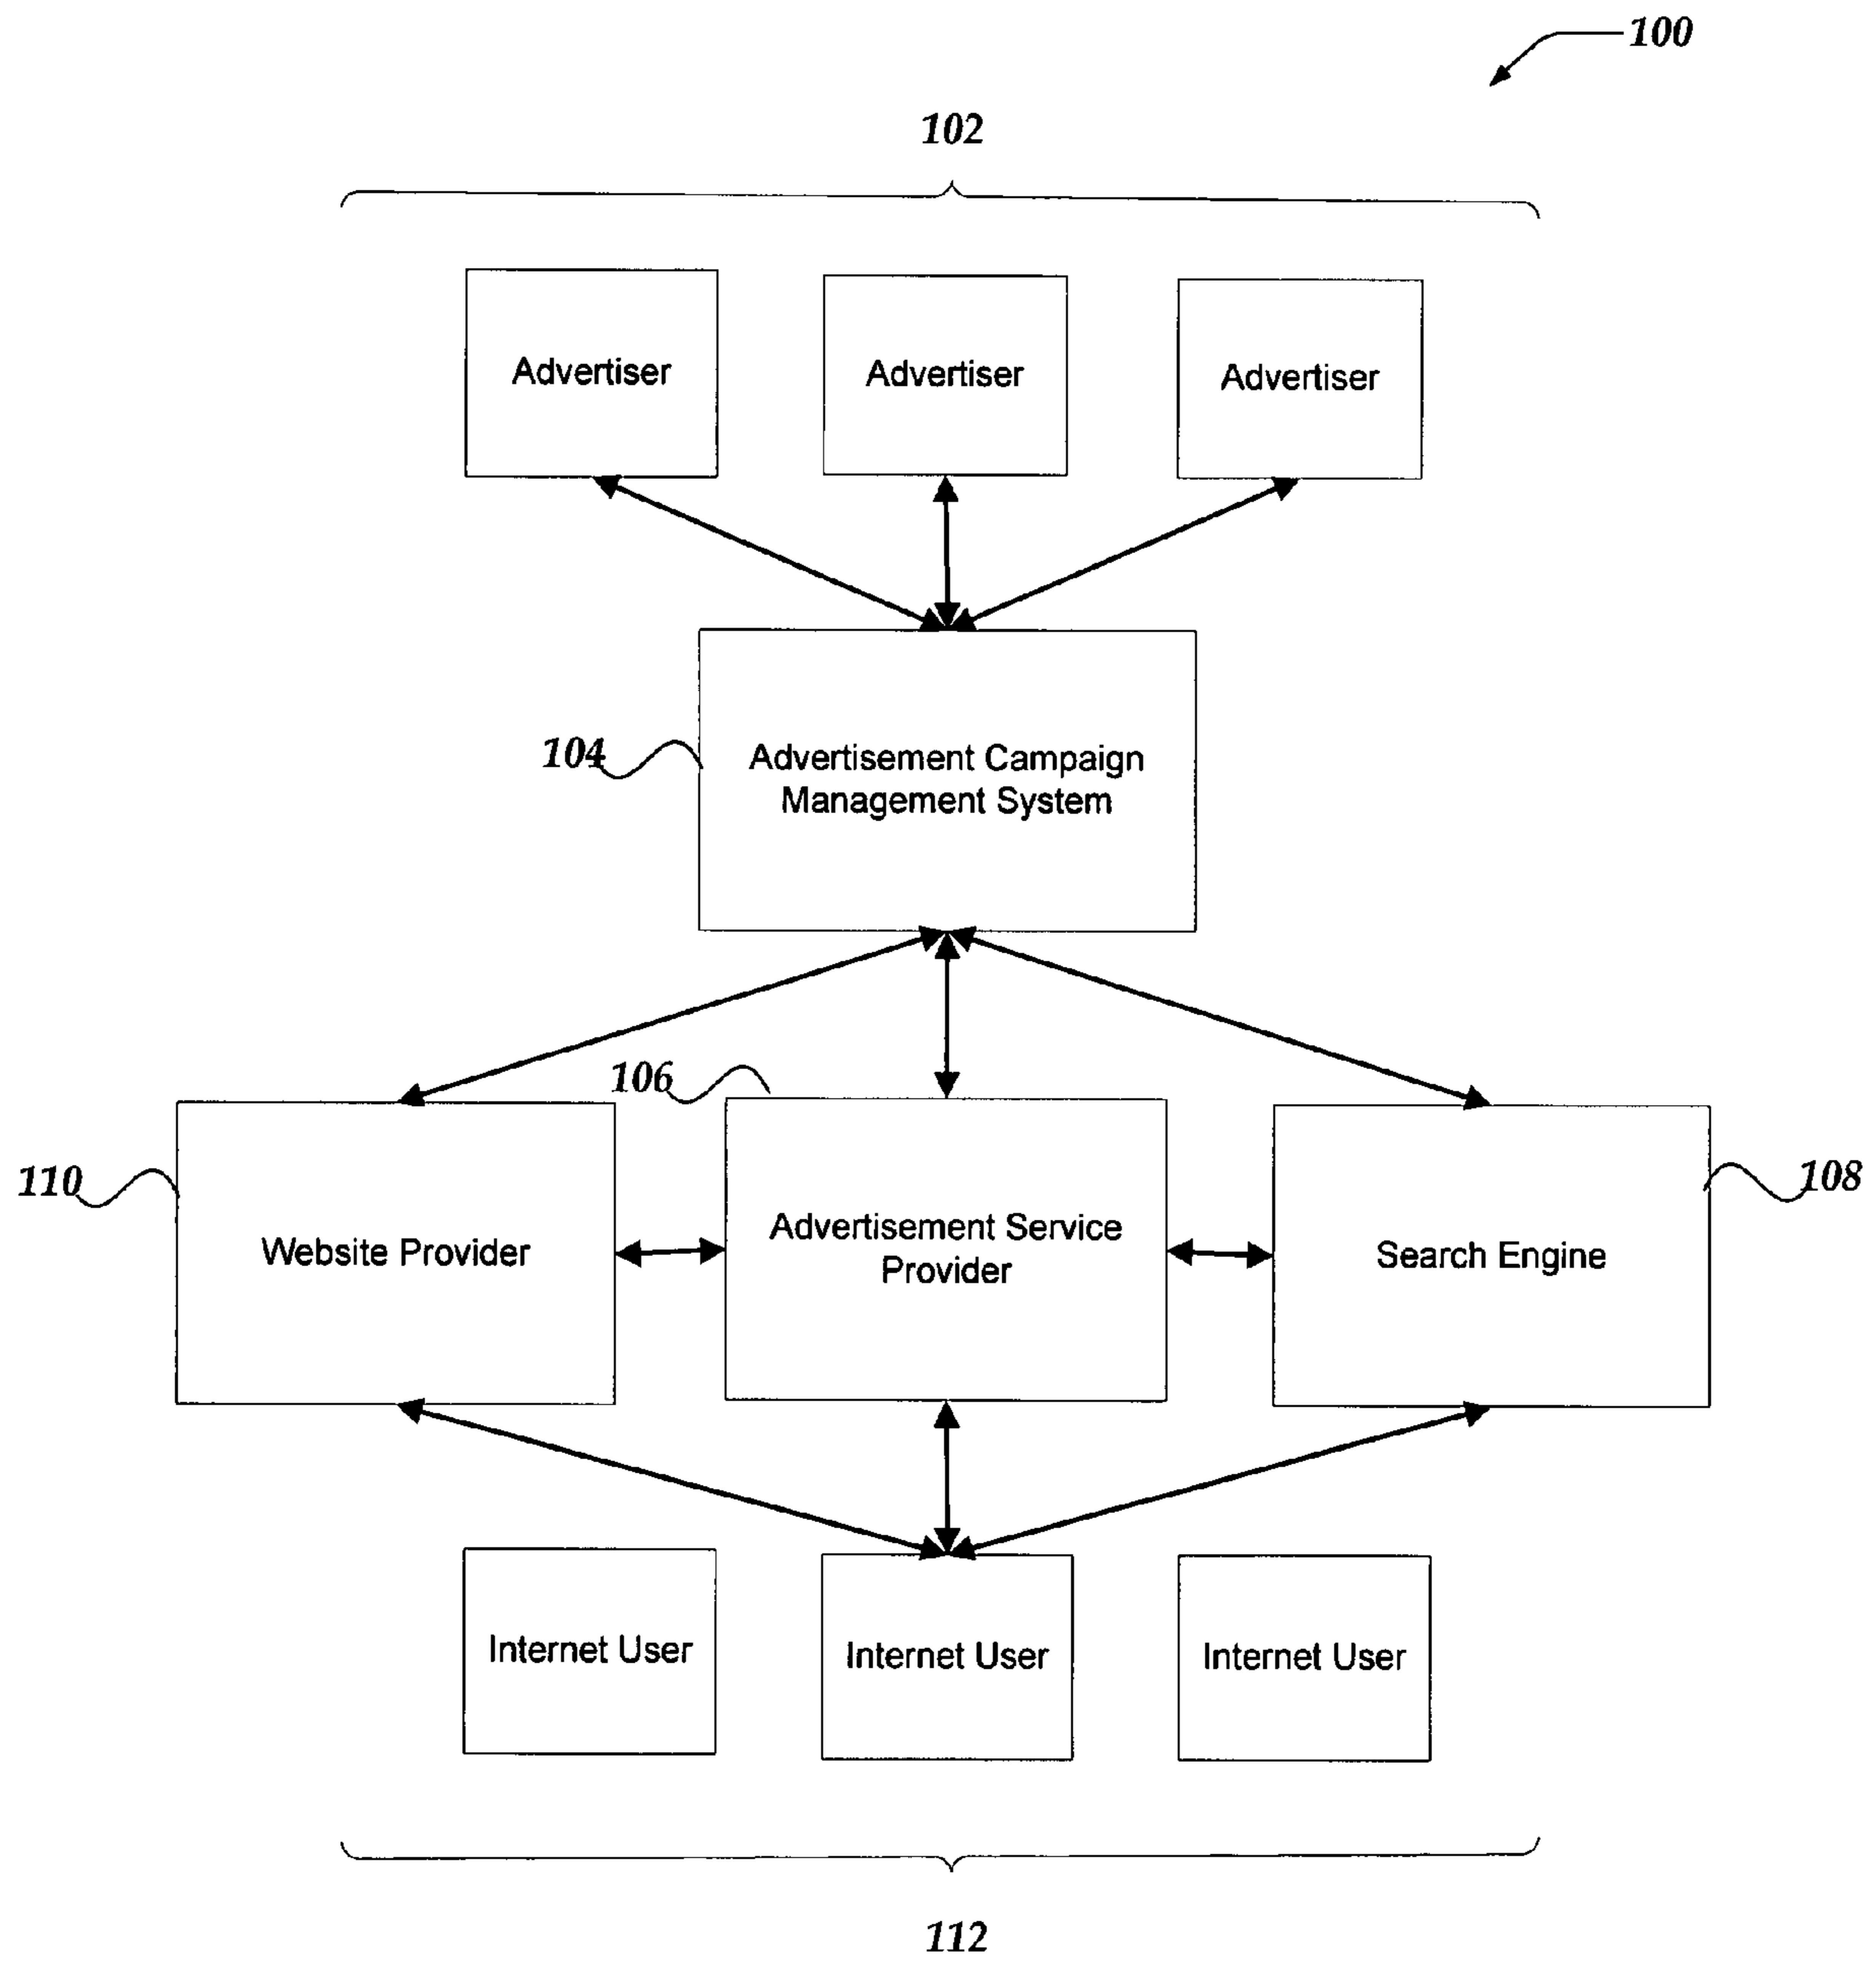 100
102
Advertiser
Advertiser
Advertiser
104
Advertisement Campaign
Management System
106
110
108
Website Provider
Advertisement Service
Provider
Search Engine
Internet User
Internet User
Internet User
112